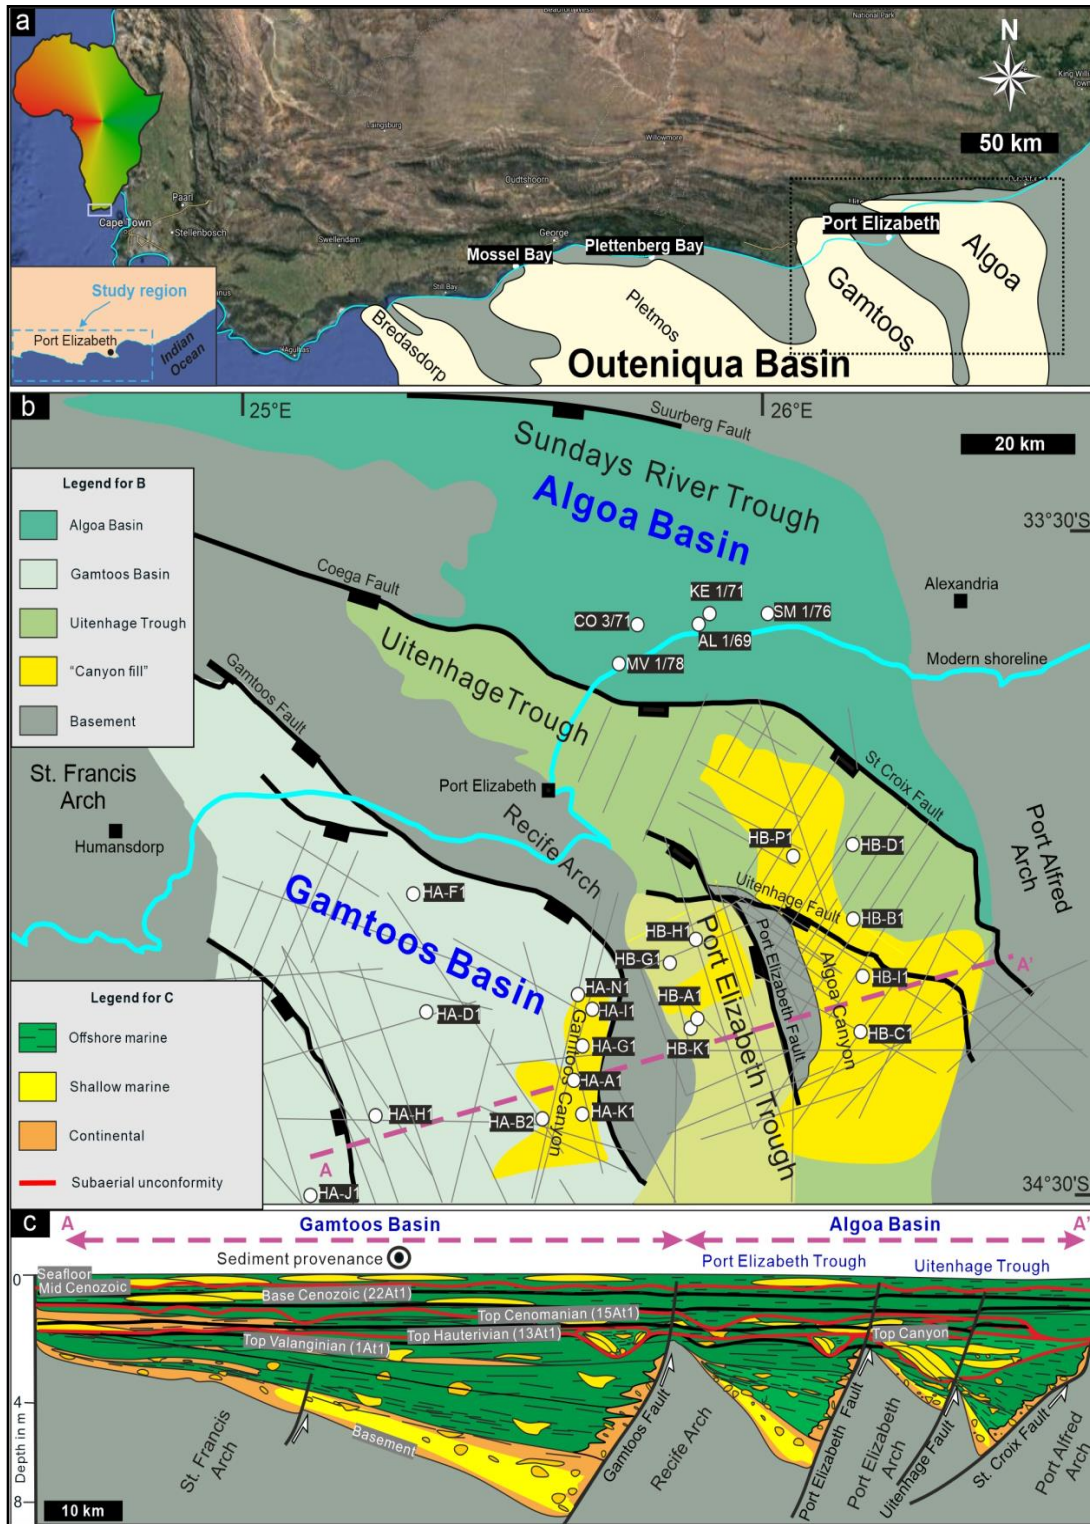 a
N
50 km
Cape Town
Paarl
Stellenbosch
Swellendam
Laingsburg
Oudtshoorn
Willowmore
George
Still Bay
Agulhas
Mossel Bay
Plettenberg Bay
Port Elizabeth
Study region
Port Elizabeth
Indian
Ocean
Bredasdorp
Pletmos
Gamtoos
Algoa
Outeniqua Basin
b
25°E
26°E
20 km
33°30'S
34°30'S
Legend for B
Algoa Basin
Gamtoos Basin
Uitenhage Trough
“Canyon fill”
Basement
Suurberg Fault
Sundays River Trough
Algoa Basin
Coega Fault
Uitenhage Trough
Gamtoos Fault
KE 1/71
CO 3/71
SM 1/76
AL 1/69
MV 1/78
Alexandria
Modern shoreline
St. Francis
Arch
Humansdorp
Port Elizabeth
Recife Arch
St Croix Fault
Port Alfred
Arch
HB-P1
HB-D1
Uitenhage Fault
HB-B1
HA-F1
Gamtoos Basin
HB-H1
HB-G1
HB-A1
HB-K1
Port Elizabeth Trough
Port Elizabeth Fault
Algoa Canyon
HB-I1
HB-C1
A'
HA-N1
HA-I1
HA-D1
HA-G1
HA-A1
HA-K1
HA-B2
HA-H1
HA-J1
Gamtoos Canyon
A
Legend for C
Offshore marine
Shallow marine
Continental
Subaerial unconformity
c
A
Gamtoos Basin
Algoa Basin
A'
Sediment provenance
Port Elizabeth Trough
Uitenhage Trough
0
4
8
Depth in m
Seafloor
Mid Cenozoic
Base Cenozoic (22At1)
Top Cenomanian (15At1)
Top Hauterivian (13At1)
Top Valanginian (1At1)
Top Canyon
Basement
St. Francis
Arch
Gamtoos Fault
Recife Arch
Port Elizabeth Fault
Port Elizabeth
Arch
Uitenhage Fault
St. Croix Fault
Port Alfred
Arch
10 km